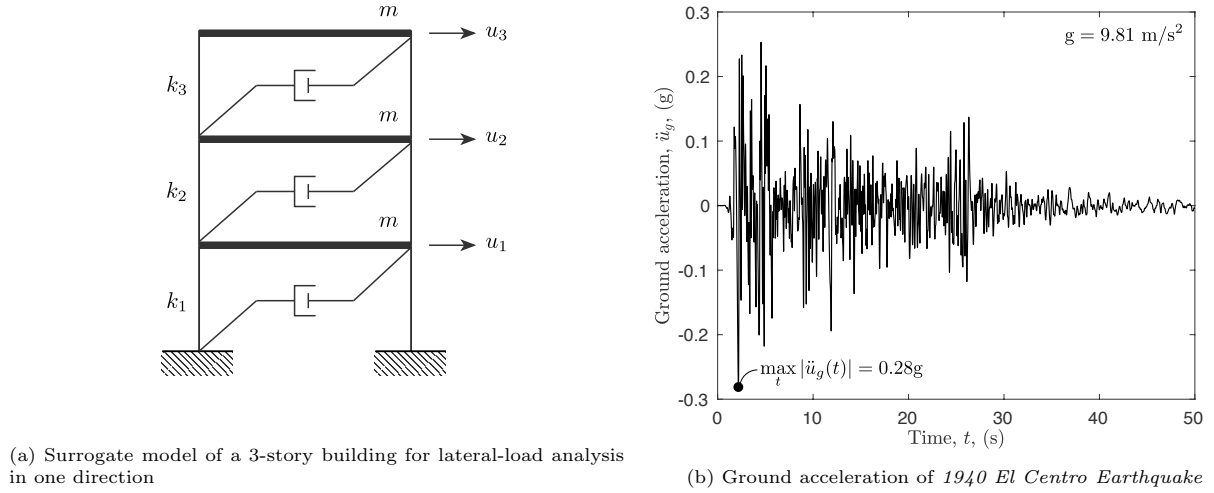 m
u₃
k₃
m
u₂
k₂
m
u₁
k₁
(a) Surrogate model of a 3-story building for lateral-load analysis
in one direction
0.3
g = 9.81 m/s²
0.2
0.1
0
-0.1
-0.2
-0.3
Ground acceleration, ü_g, (g)
max |ü_g(t)| = 0.28g
t
0 10 20 30 40 50
Time, t, (s)
(b) Ground acceleration of 1940 El Centro Earthquake